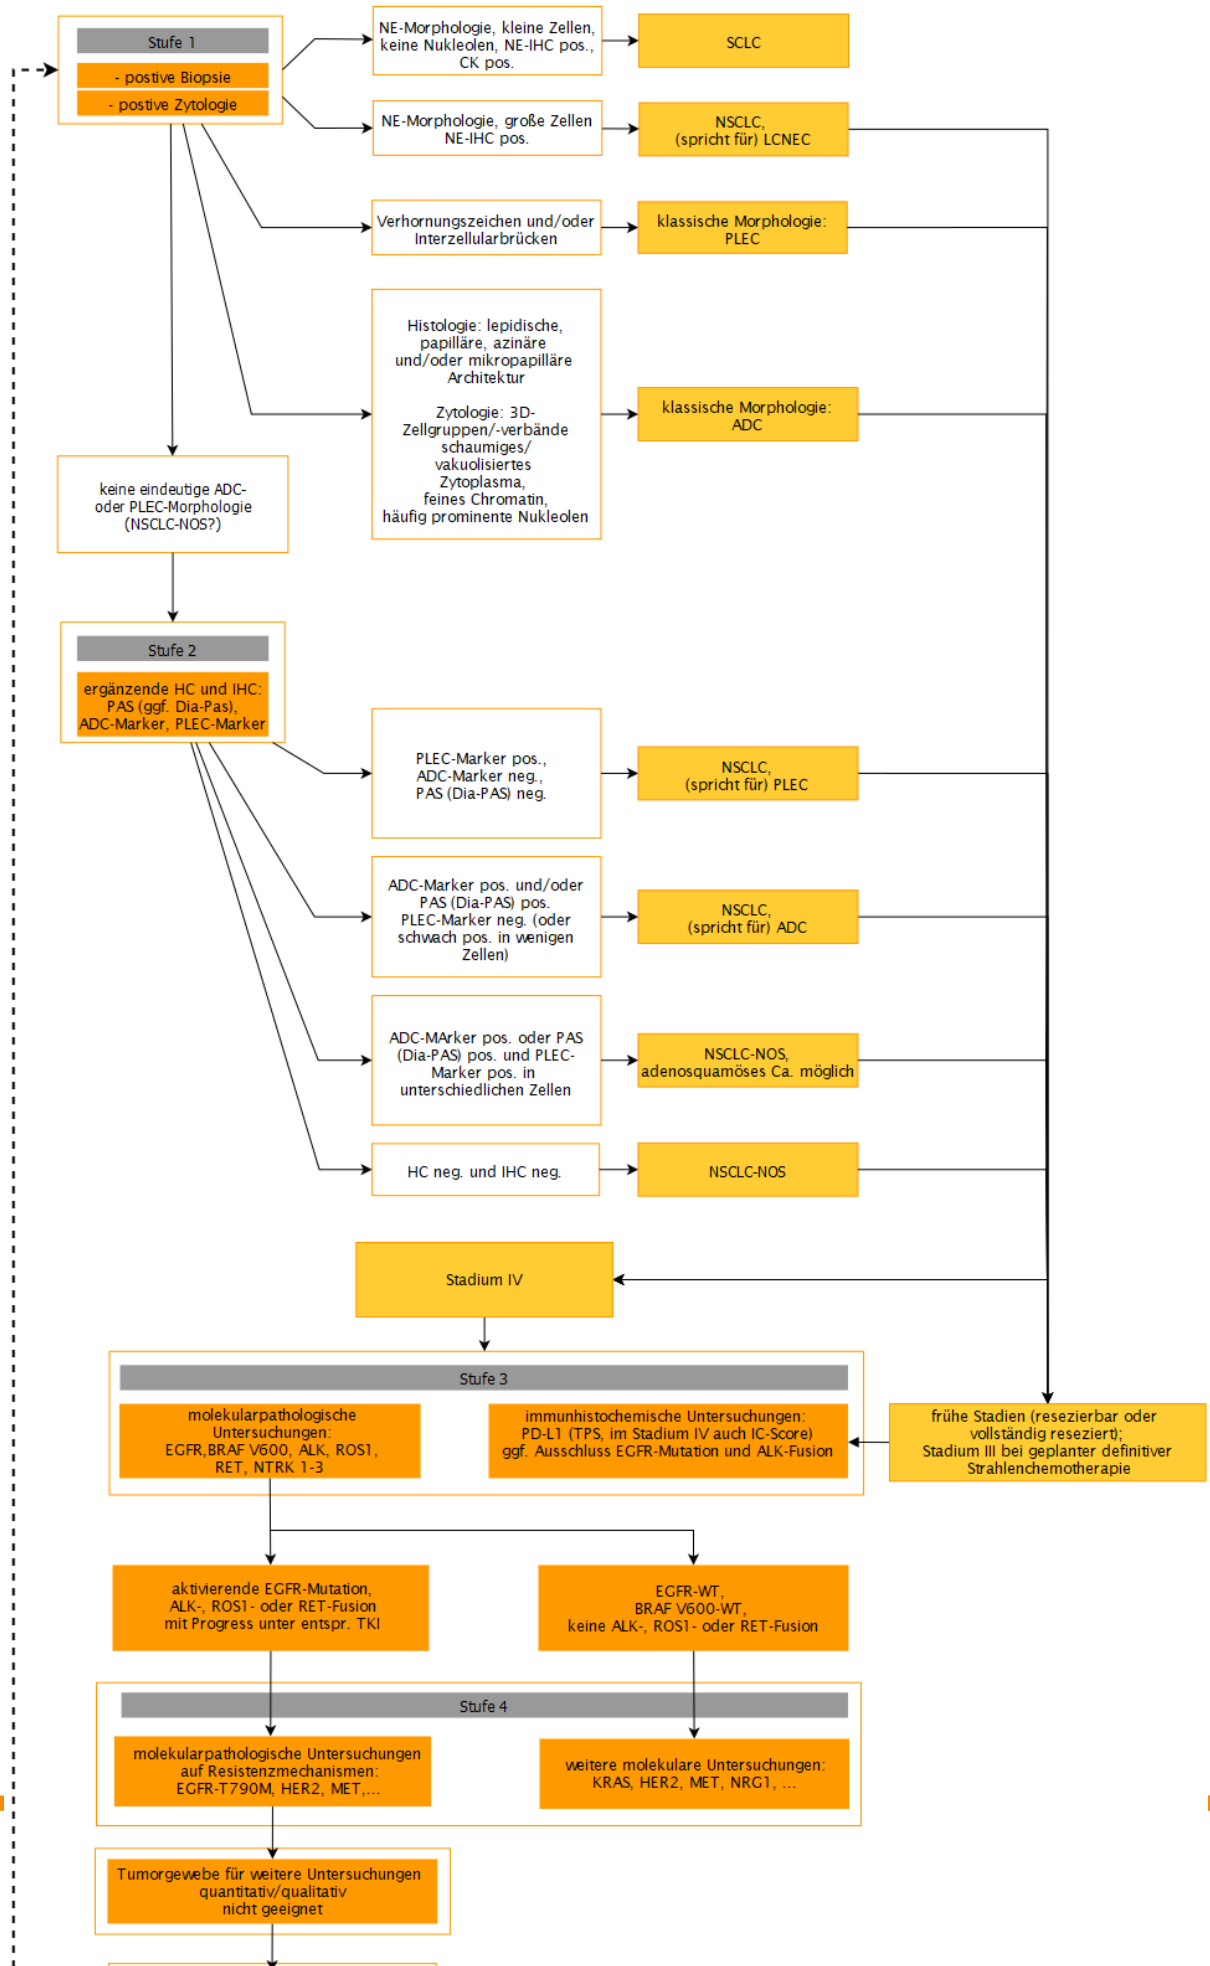 Stufe 1
- postive Biopsie
- postive Zytologie
NE-Morphologie, kleine Zellen,
keine Nukleolen, NE-IHC pos.,
CK pos.
SCLC
NE-Morphologie, große Zellen
NE-IHC pos.
NSCLC,
(spricht für) LCNEC
Verhornungszeichen und/oder
Interzellularbrücken
klassische Morphologie:
PLEC
Histologie: lepidische,
papilläre, azinäre
und/oder mikropapilläre
Architektur
Zytologie: 3D-
Zellgruppen/-verbände
schaumiges/
vakuolisiertes
Zytoplasma,
feines Chromatin,
häufig prominente Nukleolen
klassische Morphologie:
ADC
keine eindeutige ADC-
oder PLEC-Morphologie
(NSCLC-NOS?)
Stufe 2
ergänzende HC und IHC:
PAS (ggf. Dia-Pas),
ADC-Marker, PLEC-Marker
PLEC-Marker pos.,
ADC-Marker neg.,
PAS (Dia-PAS) neg.
NSCLC,
(spricht für) PLEC
ADC-Marker pos. und/oder
PAS (Dia-PAS) pos.
PLEC-Marker neg. (oder
schwach pos. in wenigen
Zellen)
NSCLC,
(spricht für) ADC
ADC-MArker pos. oder PAS
(Dia-PAS) pos. und PLEC-
Marker pos. in
unterschiedlichen Zellen
NSCLC-NOS,
adenosquamöses Ca. möglich
HC neg. und IHC neg.
NSCLC-NOS
Stadium IV
Stufe 3
molekularpathologische
Untersuchungen:
EGFR,BRAF V600, ALK, ROS1,
RET, NTRK 1-3
immunhistochemische Untersuchungen:
PD-L1 (TPS, im Stadium IV auch IC-Score)
ggf. Ausschluss EGFR-Mutation und ALK-Fusion
frühe Stadien (resezierbar oder
vollständig reseziert);
Stadium III bei geplanter definitiver
Strahlenchemotherapie
aktivierende EGFR-Mutation,
ALK-, ROS1- oder RET-Fusion
mit Progress unter entspr. TKI
EGFR-WT,
BRAF V600-WT,
keine ALK-, ROS1- oder RET-Fusion
Stufe 4
molekularpathologische Untersuchungen
auf Resistenzmechanismen:
EGFR-T790M, HER2, MET,...
weitere molekulare Untersuchungen:
KRAS, HER2, MET, NRG1, ...
Tumorgewebe für weitere Untersuchungen
quantitativ/qualitativ
nicht geeignet